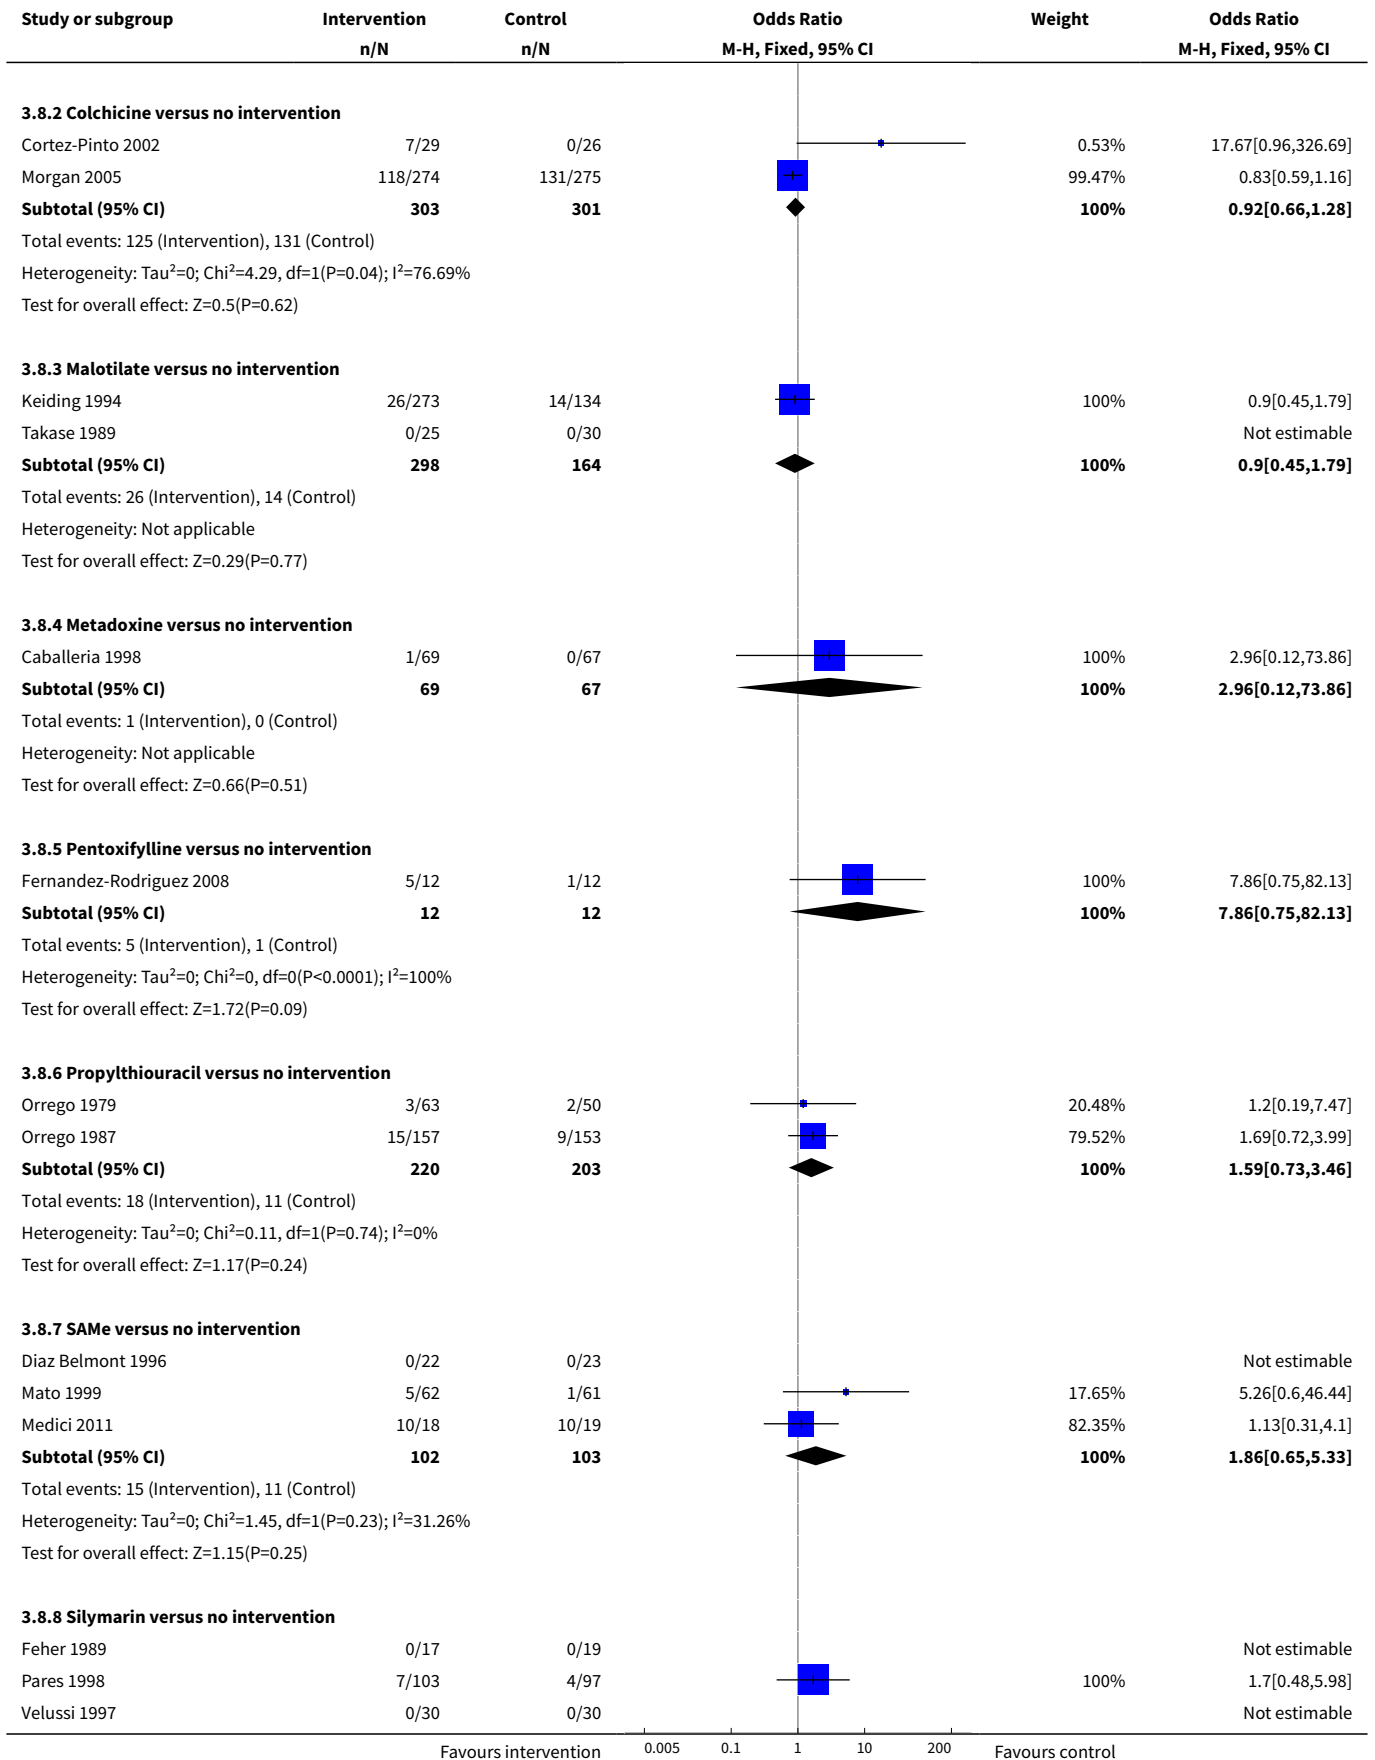 Study or subgroup Intervention Control Odds Ratio Weight Odds Ratio
n/N n/N M-H, Fixed, 95% CI M-H, Fixed, 95% CI
3.8.2 Colchicine versus no intervention
Cortez-Pinto 2002 7/29 0/26 0.53% 17.67[0.96,326.69]
Morgan 2005 118/274 131/275 99.47% 0.83[0.59,1.16]
Subtotal (95% CI) 303 301 100% 0.92[0.66,1.28]
Total events: 125 (Intervention), 131 (Control)
Heterogeneity: Tau²=0; Chi²=4.29, df=1(P=0.04); I²=76.69%
Test for overall effect: Z=0.5(P=0.62)
3.8.3 Malotilate versus no intervention
Keiding 1994 26/273 14/134 100% 0.9[0.45,1.79]
Takase 1989 0/25 0/30 Not estimable
Subtotal (95% CI) 298 164 100% 0.9[0.45,1.79]
Total events: 26 (Intervention), 14 (Control)
Heterogeneity: Not applicable
Test for overall effect: Z=0.29(P=0.77)
3.8.4 Metadoxine versus no intervention
Caballeria 1998 1/69 0/67 100% 2.96[0.12,73.86]
Subtotal (95% CI) 69 67 100% 2.96[0.12,73.86]
Total events: 1 (Intervention), 0 (Control)
Heterogeneity: Not applicable
Test for overall effect: Z=0.66(P=0.51)
3.8.5 Pentoxifylline versus no intervention
Fernandez-Rodriguez 2008 5/12 1/12 100% 7.86[0.75,82.13]
Subtotal (95% CI) 12 12 100% 7.86[0.75,82.13]
Total events: 5 (Intervention), 1 (Control)
Heterogeneity: Tau²=0; Chi²=0, df=0(P<0.0001); I²=100%
Test for overall effect: Z=1.72(P=0.09)
3.8.6 Propylthiouracil versus no intervention
Orrego 1979 3/63 2/50 20.48% 1.2[0.19,7.47]
Orrego 1987 15/157 9/153 79.52% 1.69[0.72,3.99]
Subtotal (95% CI) 220 203 100% 1.59[0.73,3.46]
Total events: 18 (Intervention), 11 (Control)
Heterogeneity: Tau²=0; Chi²=0.11, df=1(P=0.74); I²=0%
Test for overall effect: Z=1.17(P=0.24)
3.8.7 SAMe versus no intervention
Diaz Belmont 1996 0/22 0/23 Not estimable
Mato 1999 5/62 1/61 17.65% 5.26[0.6,46.44]
Medici 2011 10/18 10/19 82.35% 1.13[0.31,4.1]
Subtotal (95% CI) 102 103 100% 1.86[0.65,5.33]
Total events: 15 (Intervention), 11 (Control)
Heterogeneity: Tau²=0; Chi²=1.45, df=1(P=0.23); I²=31.26%
Test for overall effect: Z=1.15(P=0.25)
3.8.8 Silymarin versus no intervention
Feher 1989 0/17 0/19 Not estimable
Pares 1998 7/103 4/97 100% 1.7[0.48,5.98]
Velussi 1997 0/30 0/30 Not estimable
Favours intervention 0.005 0.1 1 10 200 Favours control